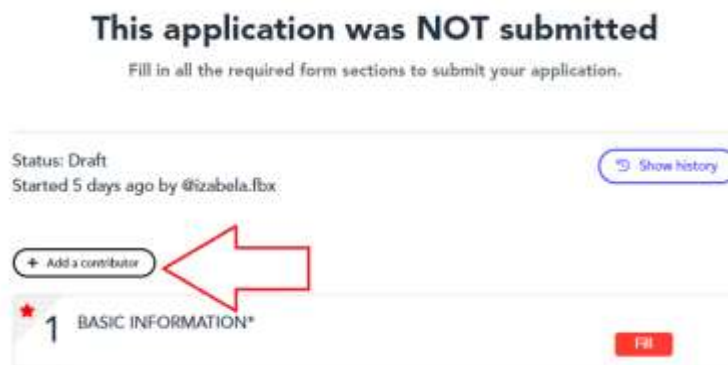 This application was NOT submitted
Fill in all the required form sections to submit your application.
Status: Draft
Show history
Started 5 days ago by @izabela.fbx
+ Add a contributor
1 BASIC INFORMATION*
Fill